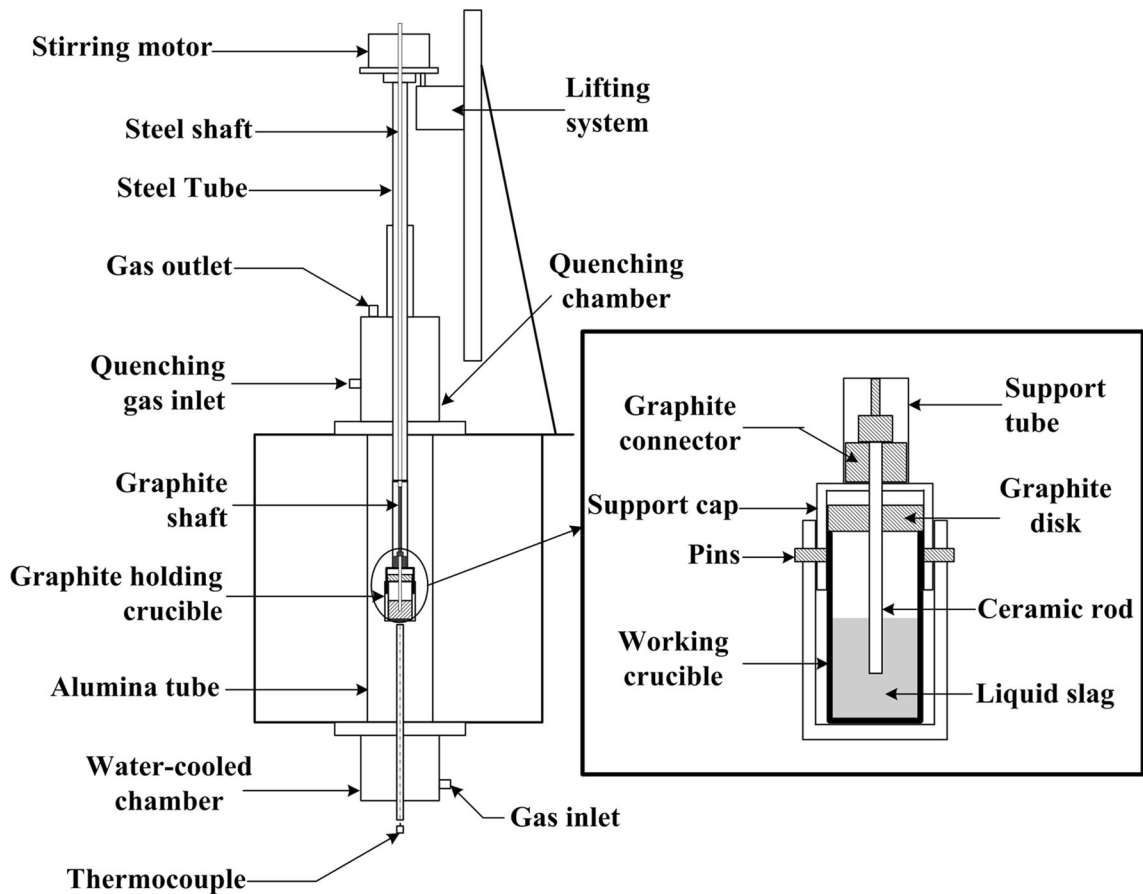 Stirring motor
Steel shaft
Steel Tube
Gas outlet
Quenching
gas inlet
Graphite
shaft
Graphite holding
crucible
Alumina tube
Water-cooled
chamber
Thermocouple
Gas inlet
Lifting
system
Quenching
chamber
Graphite
connector
Support cap
Pins
Working
crucible
Support
tube
Graphite
disk
Ceramic rod
Liquid slag